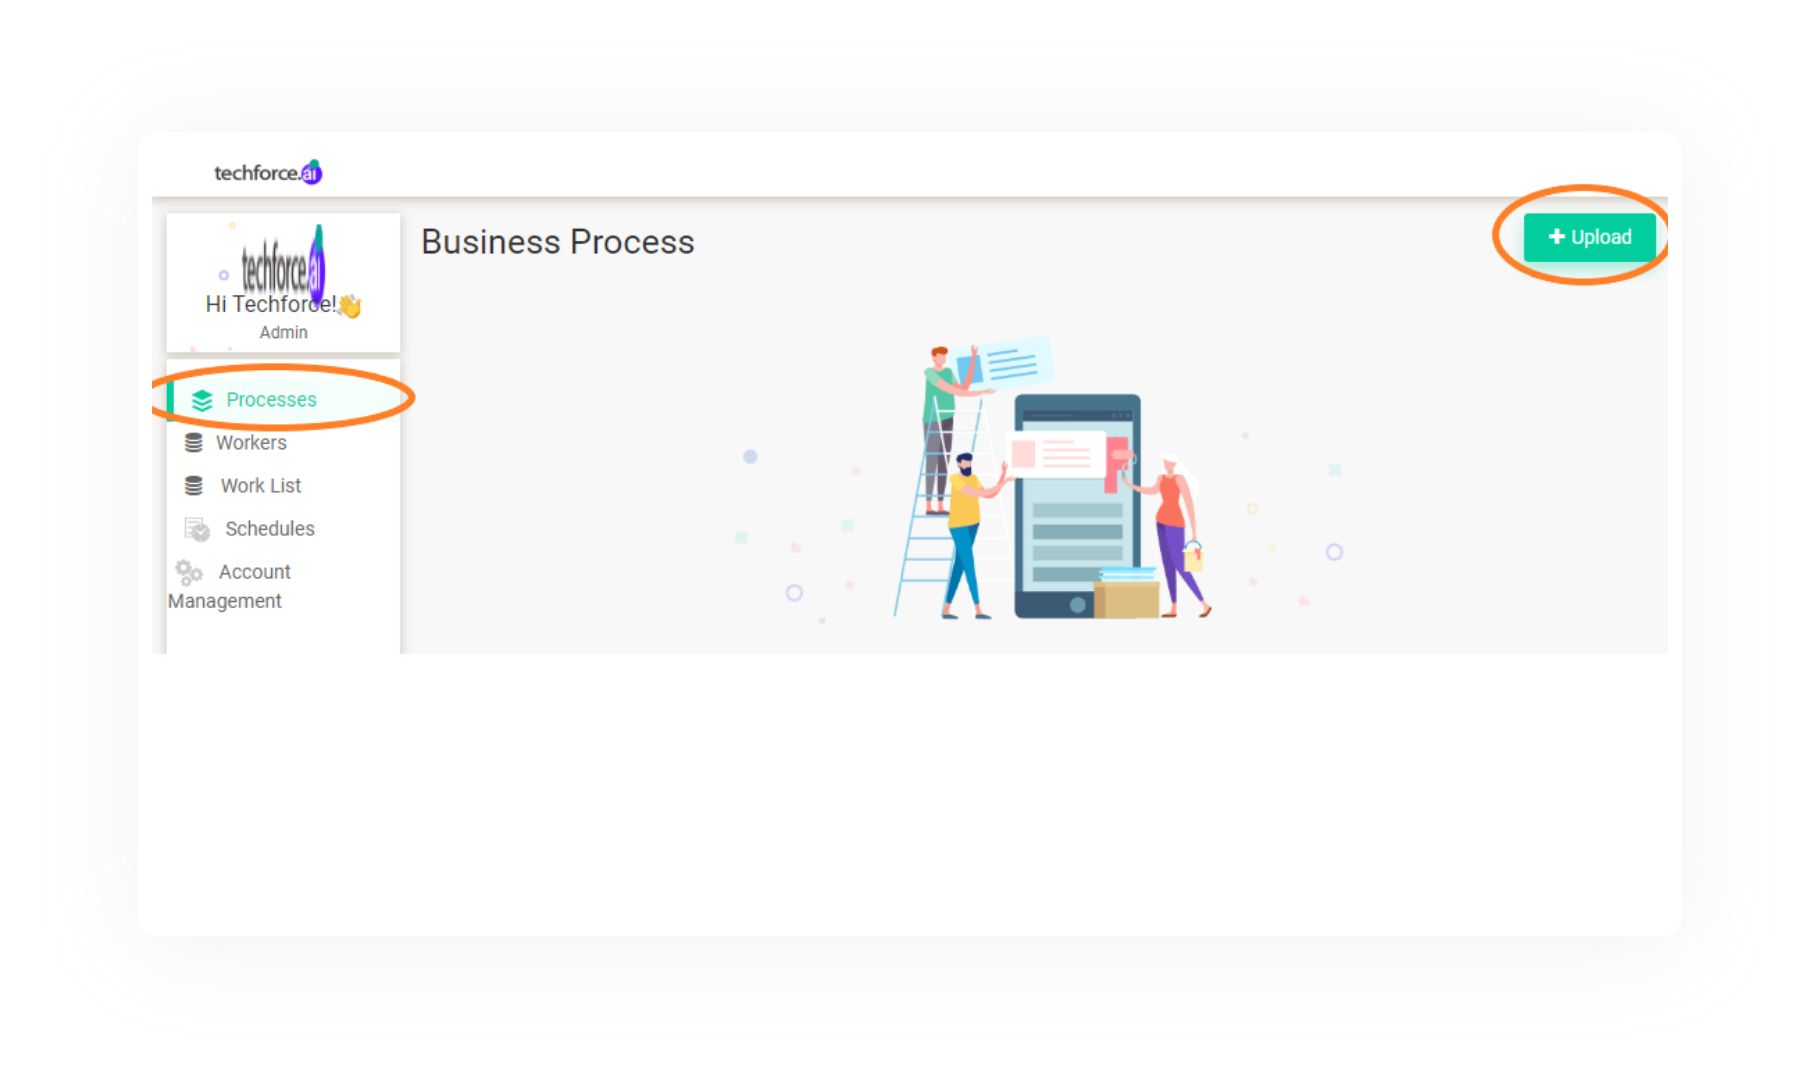 techforce.ai
Business Process
+ Upload
techforce.ai
Hi Techforce!👋
Admin
Processes
Workers
Work List
Schedules
Account
Management